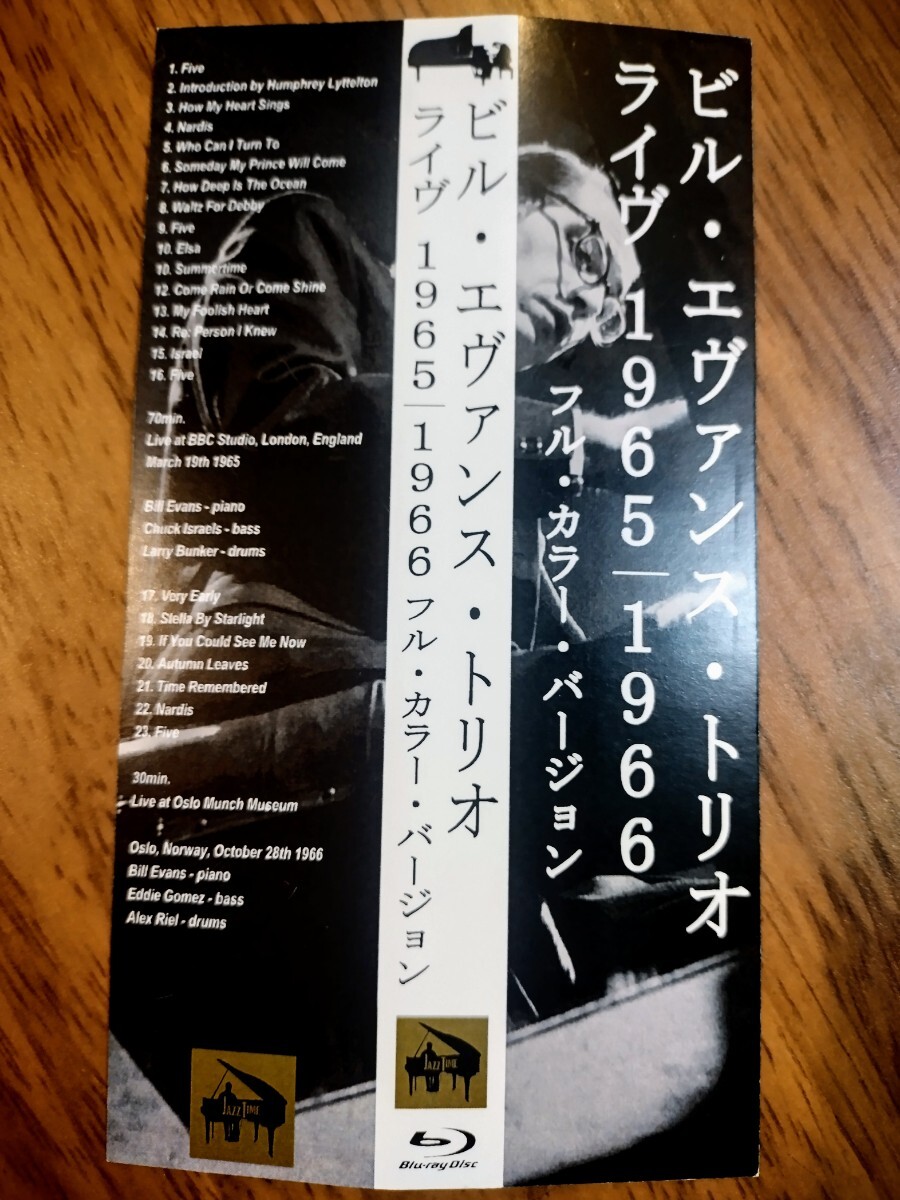 1. Five
2. Introduction by Humphrey Lyttelton
3. How My Heart Sings
4. Nardis
5. Who Can I Turn To
6. Someday My Prince Will Come
7. How Deep Is The Ocean
8. Waltz For Debby
9. Five
10. Elsa
10. Summertime
12. Come Rain Or Come Shine
13. My Foolish Heart
14. Re: Person I Knew
15. Israel
16. Five
70min.
Live at BBC Studio, London, England
March 19th 1965
Bill Evans - piano
Chuck Israels - bass
Larry Bunker - drums
17. Very Early
18. Stella By Starlight
19. If You Could See Me Now
20. Autumn Leaves
21. Time Remembered
22. Nardis
23. Five
30min.
Live at Oslo Munch Museum
Oslo, Norway, October 28th 1966
Bill Evans - piano
Eddie Gomez - bass
Alex Riel - drums
JAZZ TIME
ビル・エヴァンス・トリオ
ライヴ 1965|1966 フル・カラー・バージョン
JAZZ TIME
Blu-ray Disc
ビル・エヴァンス・トリオ
ライヴ 1965|1966
フル・カラー・バージョン